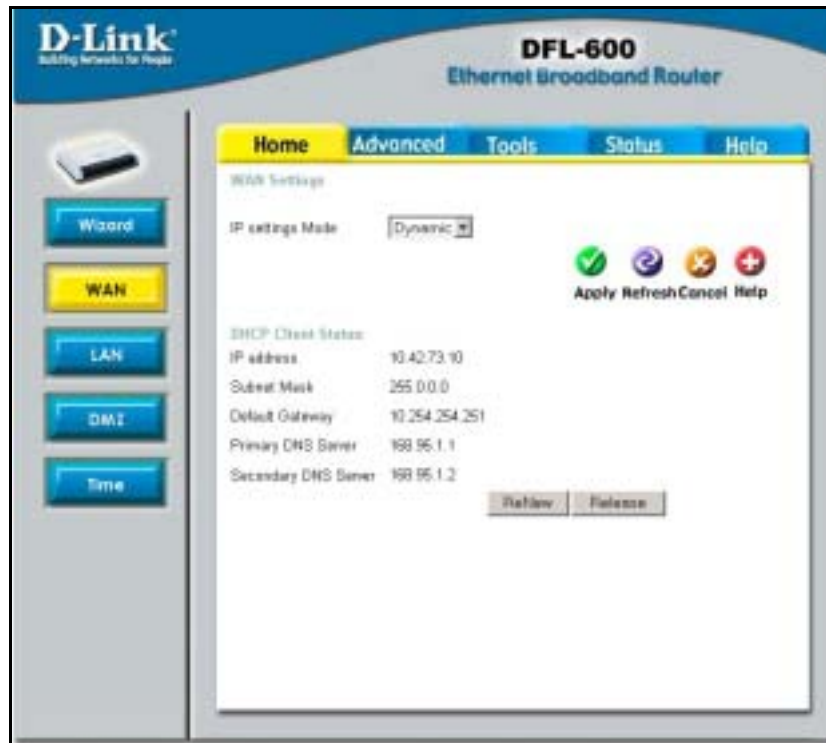 D-Link
Building Networks for People
DFL-600
Ethernet Broadband Router
Home Advanced Tools Status Help
Wizard
WAN
LAN
DMZ
Time
WAN Settings
IP settings Mode Dynamic
Apply Refresh Cancel Help
DHCP Client Status
IP address 10.42.73.10
Subnet Mask 255.0.0.0
Default Gateway 10.254.254.251
Primary DNS Server 168.95.1.1
Secondary DNS Server 168.95.1.2
ReNew Release